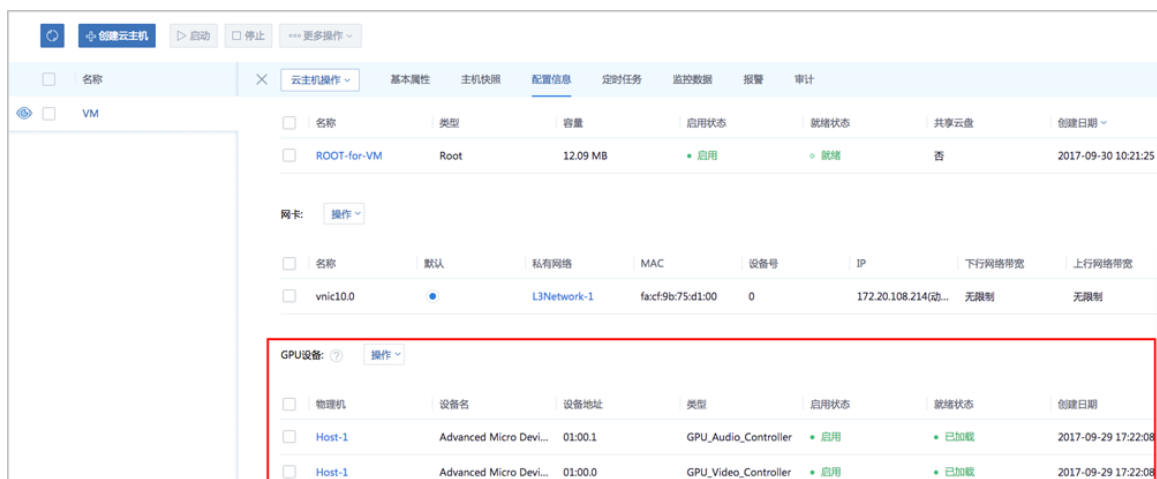 创建云主机 启动 停止 更多操作
名称 云主机操作 基本属性 主机快照 配置信息 定时任务 监控数据 报警 审计
VM
名称 类型 容量 启用状态 就绪状态 共享云盘 创建日期
ROOT-for-VM Root 12.09 MB 启用 就绪 否 2017-09-30 10:21:25
网卡: 操作
名称 默认 私有网络 MAC 设备号 IP 下行网络带宽 上行网络带宽
vnic10.0 L3Network-1 fa:cf:9b:75:d1:00 0 172.20.108.214(动... 无限制 无限制
GPU设备: ? 操作
物理机 设备名 设备地址 类型 启用状态 就绪状态 创建日期
Host-1 Advanced Micro Devi... 01:00.1 GPU_Audio_Controller 启用 已加载 2017-09-29 17:22:08
Host-1 Advanced Micro Devi... 01:00.0 GPU_Video_Controller 启用 已加载 2017-09-29 17:22:08